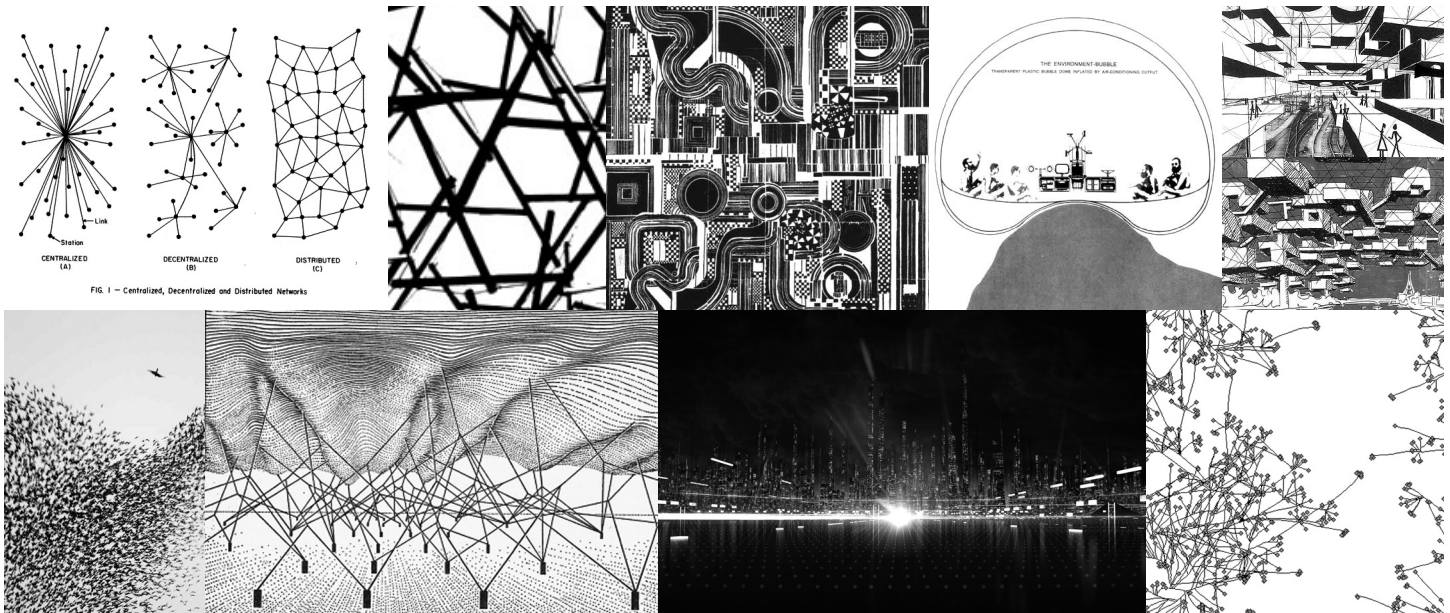 Link
Station
CENTRALIZED
(A)
DECENTRALIZED
(B)
DISTRIBUTED
(C)
FIG. I — Centralized, Decentralized and Distributed Networks
THE ENVIRONMENT-BUBBLE
TRANSPARENT PLASTIC BUBBLE DOME INFLATED BY AIR-CONDITIONING OUTPUT